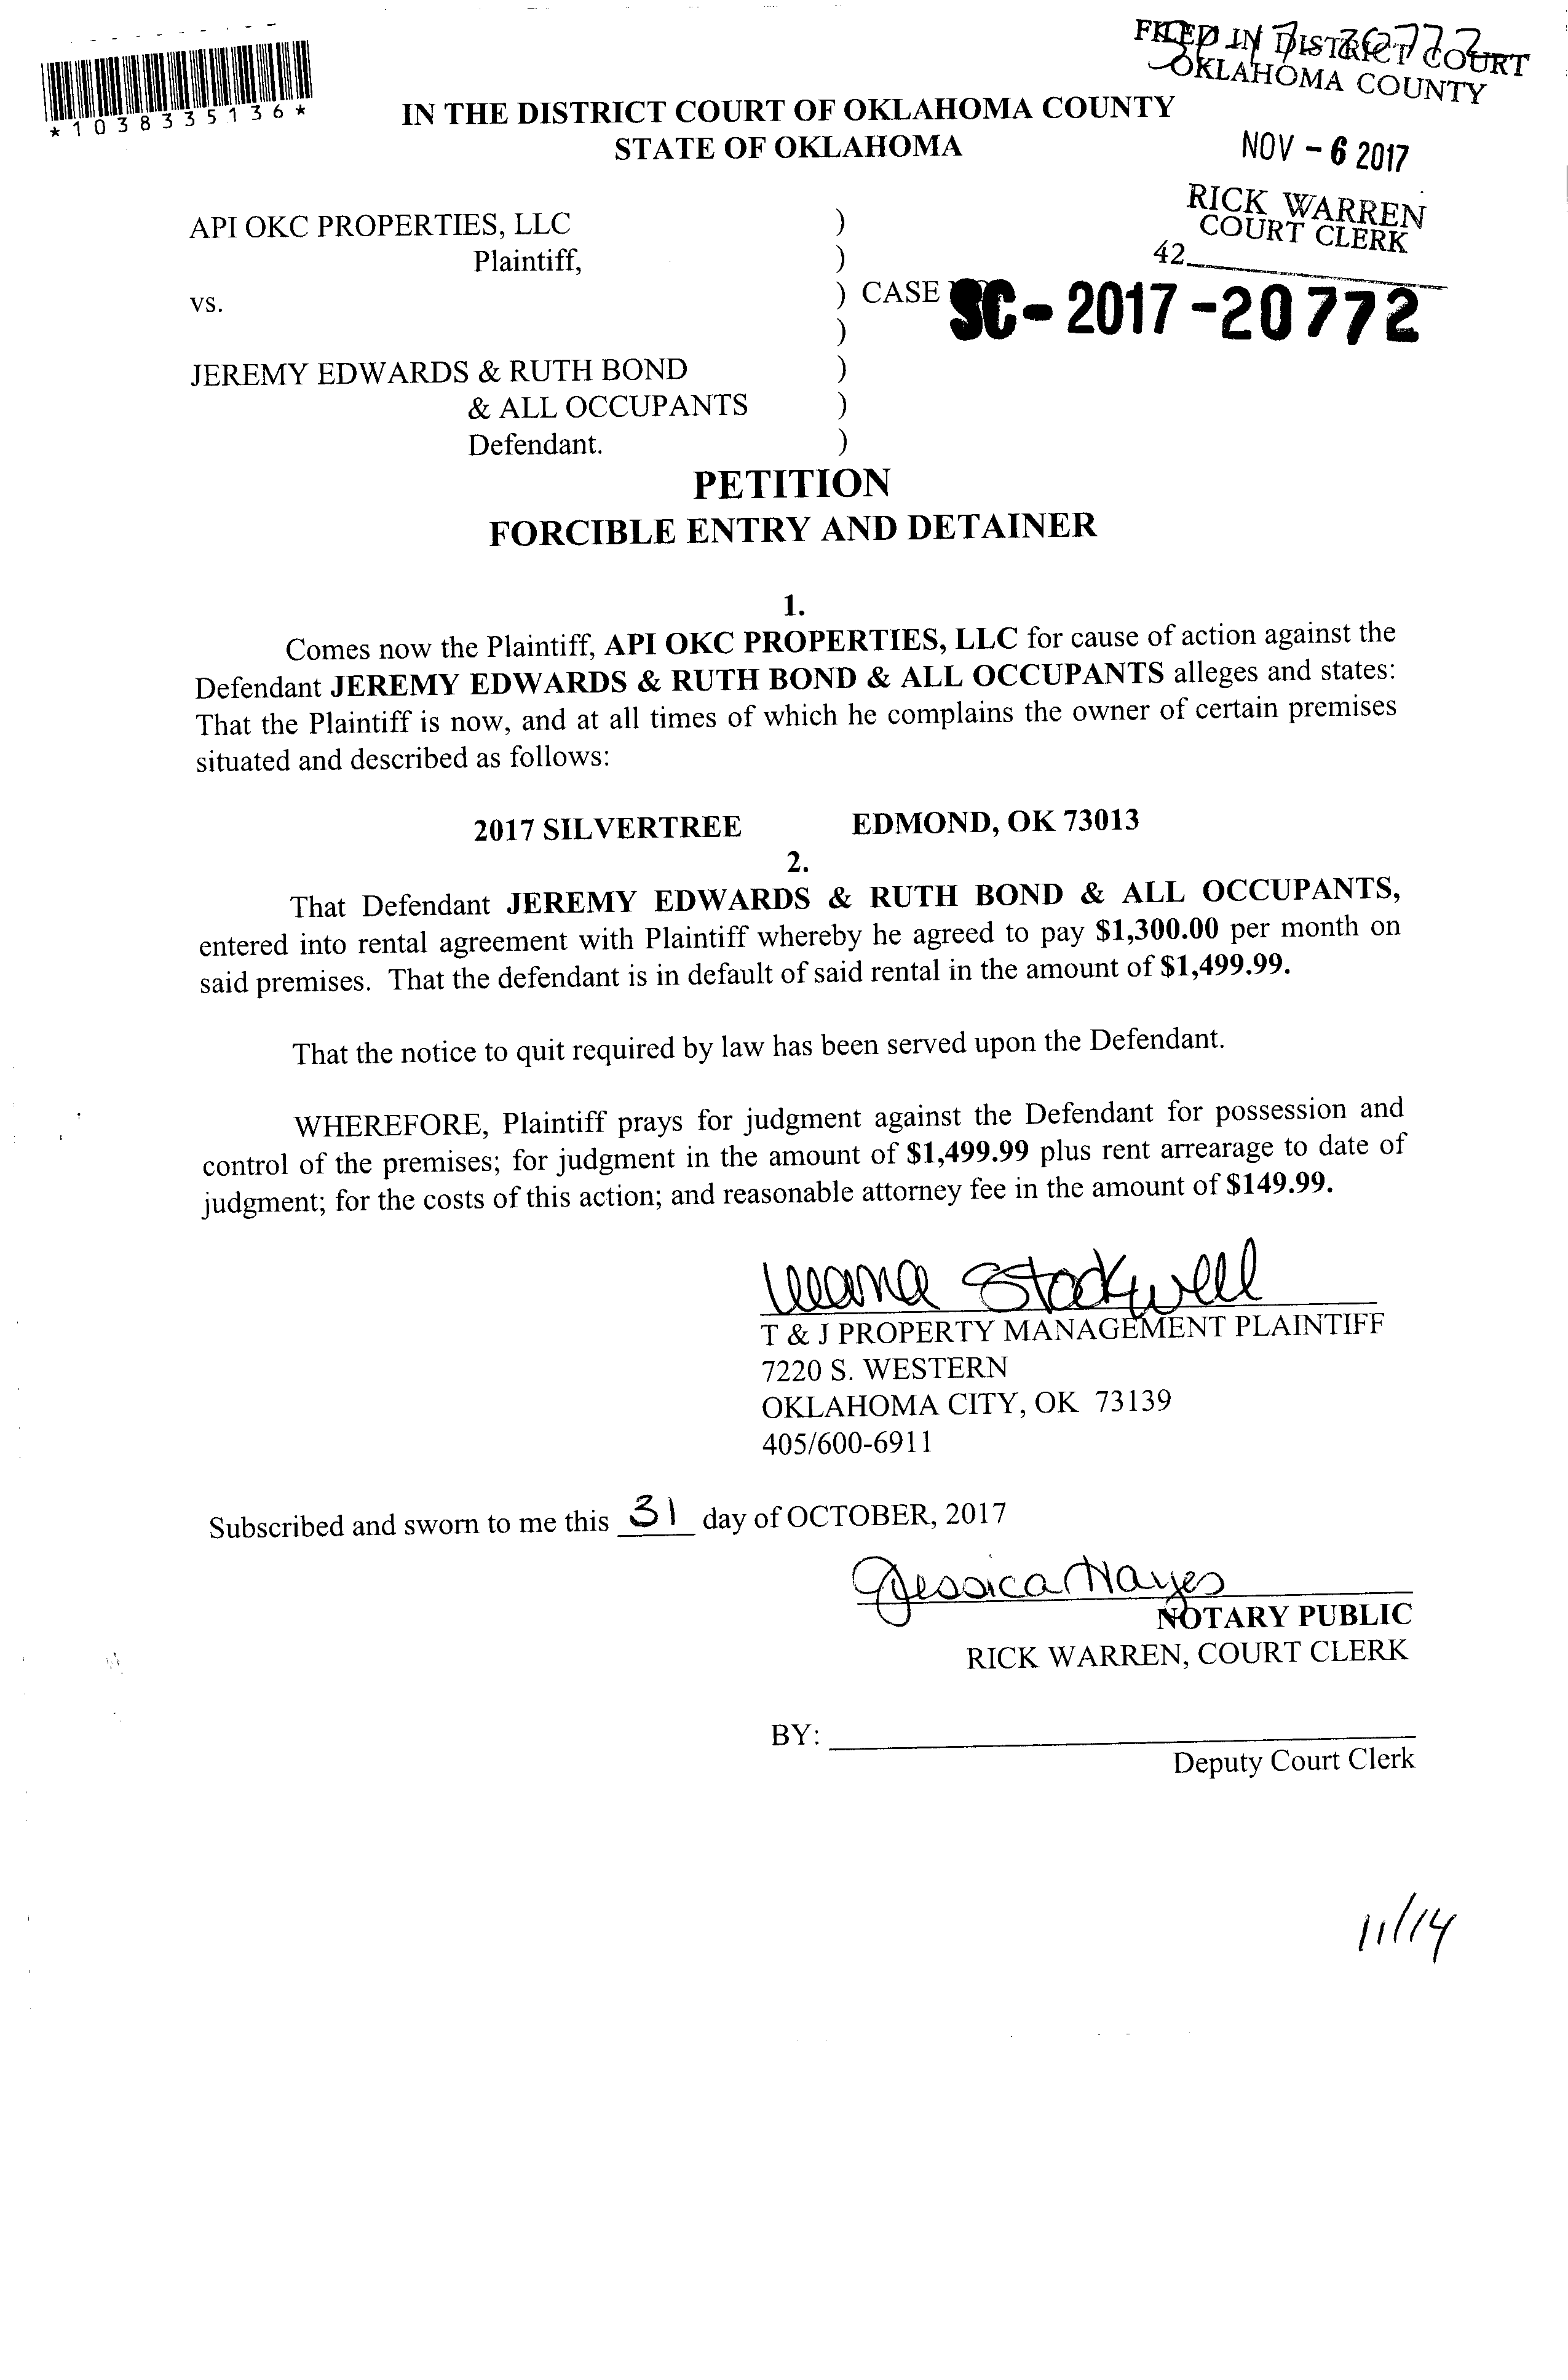 *1038335136*
FILED IN DISTRICT COURT
OKLAHOMA COUNTY
IN THE DISTRICT COURT OF OKLAHOMA COUNTY
STATE OF OKLAHOMA
NOV - 6 2017
RICK WARREN
COURT CLERK
42
API OKC PROPERTIES, LLC )
Plaintiff, )
vs. ) CASE SC-2017-20772
)
JEREMY EDWARDS & RUTH BOND )
& ALL OCCUPANTS )
Defendant. )
PETITION
FORCIBLE ENTRY AND DETAINER
1.
Comes now the Plaintiff, API OKC PROPERTIES, LLC for cause of action against the
Defendant JEREMY EDWARDS & RUTH BOND & ALL OCCUPANTS alleges and states:
That the Plaintiff is now, and at all times of which he complains the owner of certain premises
situated and described as follows:
2017 SILVERTREE EDMOND, OK 73013
2.
That Defendant JEREMY EDWARDS & RUTH BOND & ALL OCCUPANTS,
entered into rental agreement with Plaintiff whereby he agreed to pay $1,300.00 per month on
said premises. That the defendant is in default of said rental in the amount of $1,499.99.
That the notice to quit required by law has been served upon the Defendant.
WHEREFORE, Plaintiff prays for judgment against the Defendant for possession and
control of the premises; for judgment in the amount of $1,499.99 plus rent arrearage to date of
judgment; for the costs of this action; and reasonable attorney fee in the amount of $149.99.
Stockwell
T & J PROPERTY MANAGEMENT PLAINTIFF
7220 S. WESTERN
OKLAHOMA CITY, OK 73139
405/600-6911
Subscribed and sworn to me this 31 day of OCTOBER, 2017
Jessica Hayes
NOTARY PUBLIC
RICK WARREN, COURT CLERK
BY:
Deputy Court Clerk
11/14